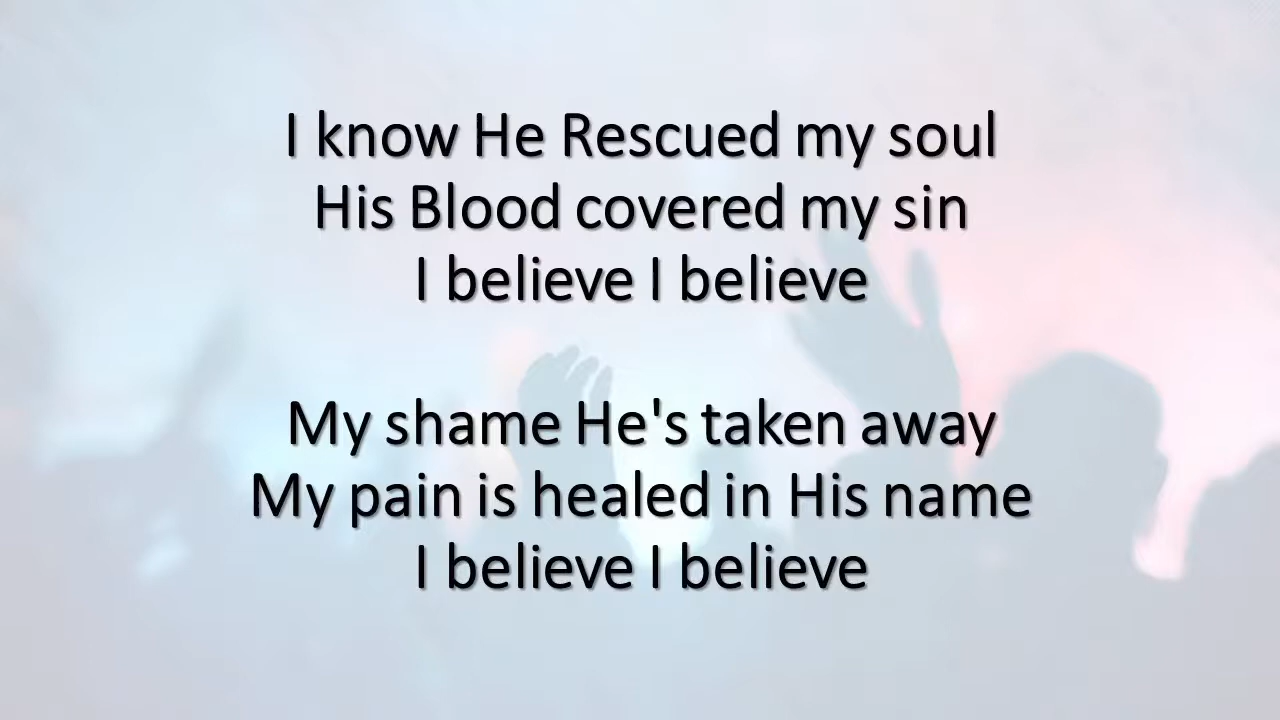 I know He Rescued my soul
His Blood covered my sin
I believe I believe
My shame He's taken away
My pain is healed in His name
I believe I believe